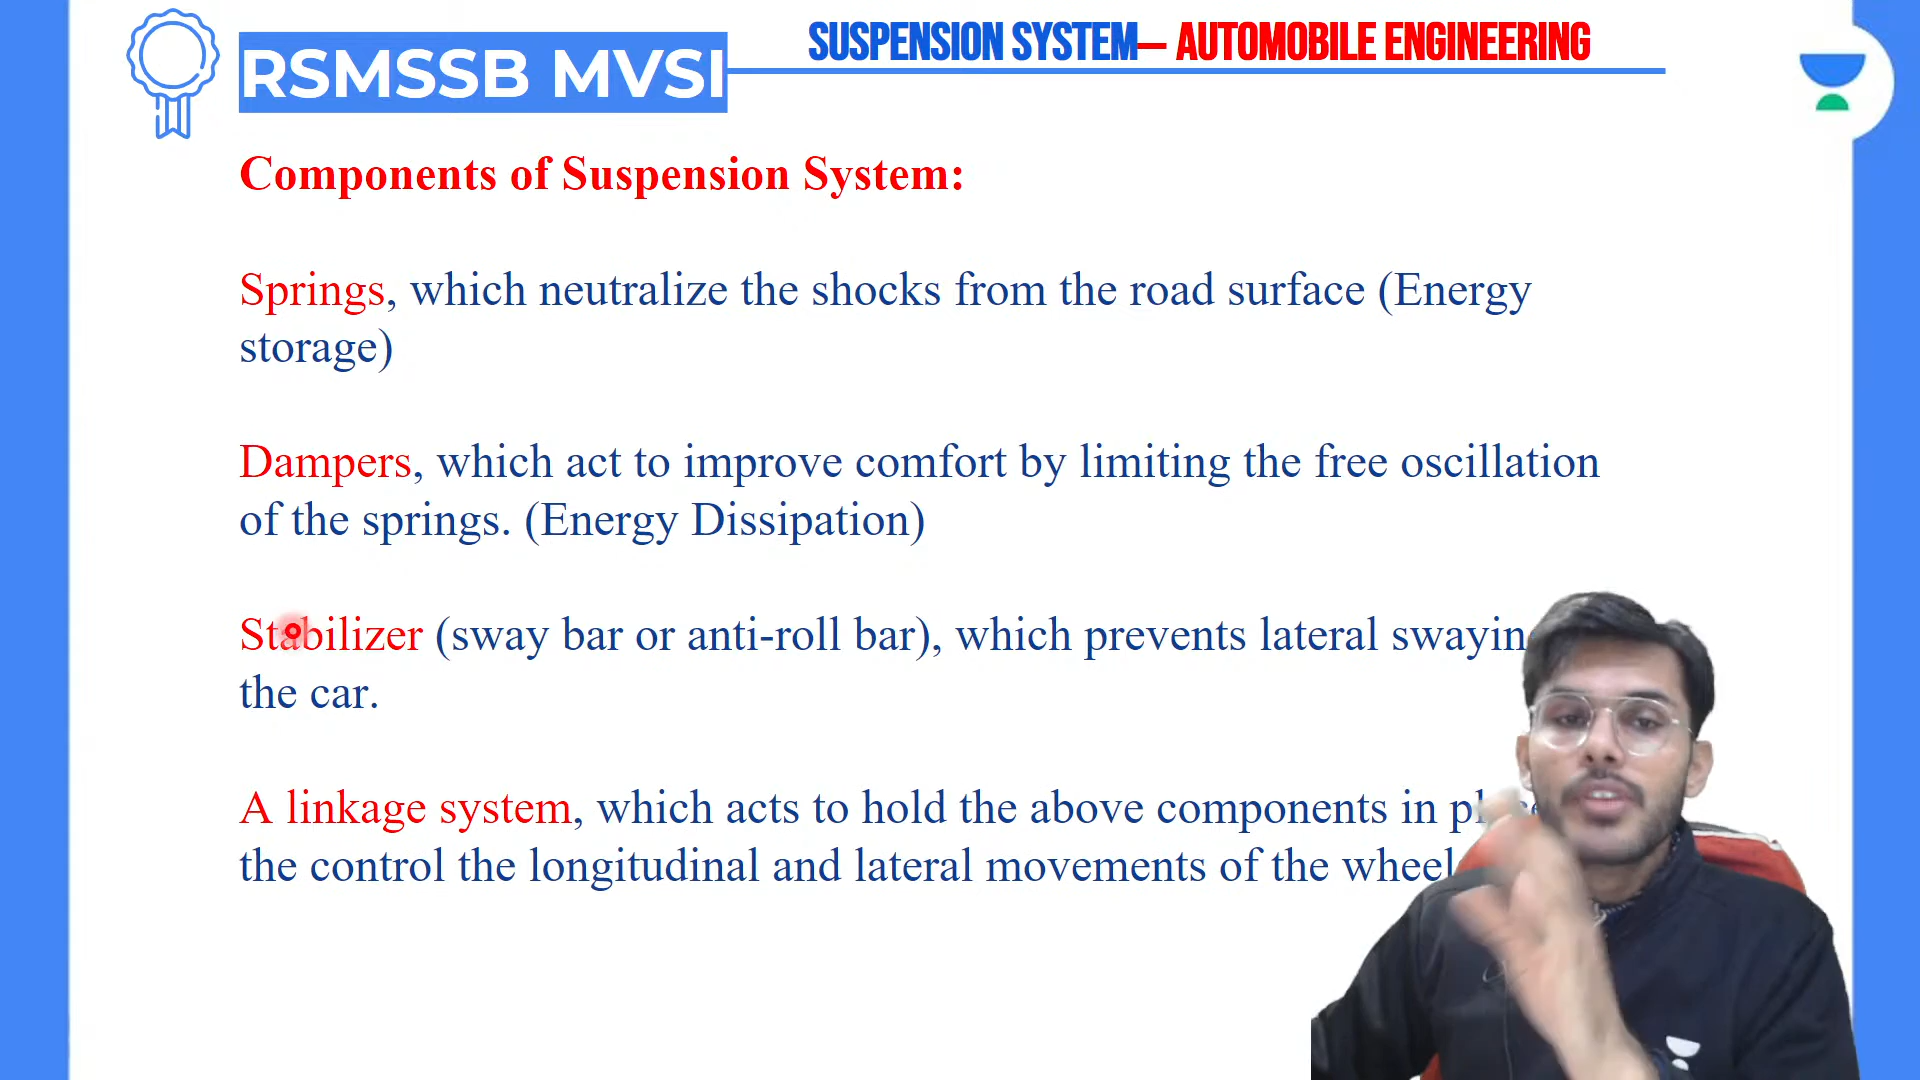 RSMSSB MVSI
SUSPENSION SYSTEM— AUTOMOBILE ENGINEERING
Components of Suspension System:
Springs, which neutralize the shocks from the road surface (Energy
storage)
Dampers, which act to improve comfort by limiting the free oscillation
of the springs. (Energy Dissipation)
Stabilizer (sway bar or anti-roll bar), which prevents lateral
the car.
A linkage system, which acts to hold the above components in
the control the longitudinal and lateral movements of the